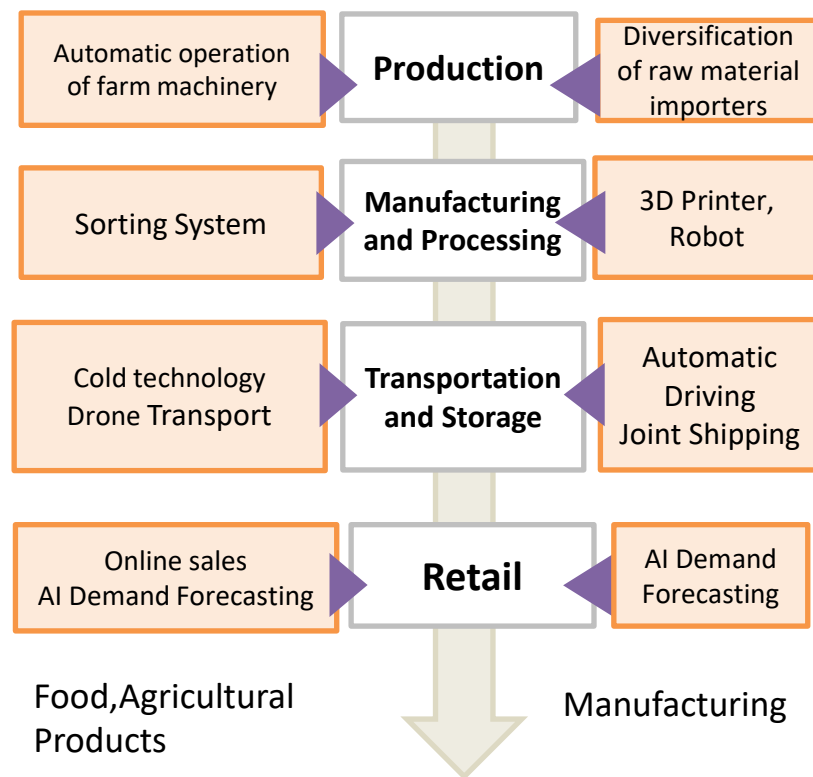 Automatic operation
of farm machinery
Production
Diversification
of raw material
importers
Sorting System
Manufacturing
and Processing
3D Printer,
Robot
Cold technology
Drone Transport
Transportation
and Storage
Automatic
Driving
Joint Shipping
Online sales
AI Demand Forecasting
Retail
AI Demand
Forecasting
Food,Agricultural
Products
Manufacturing